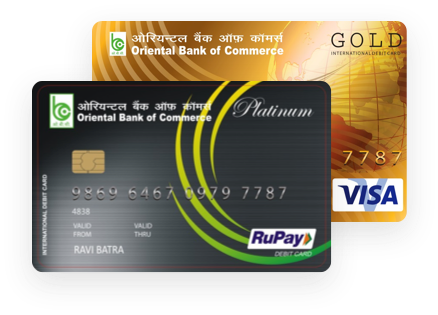 ओरियन्टल बैंक ऑफ़ कॉमर्स
Oriental Bank of Commerce
GOLD
INTERNATIONAL DEBIT CARD
7787
VISA
ओरियन्टल बैंक ऑफ़ कॉमर्स
Oriental Bank of Commerce
Platinum
INTERNATIONAL DEBIT CARD
9869 6467 0979 7787
4838
VALID FROM
VALID THRU
RAVI BATRA
RuPay
DEBIT CARD